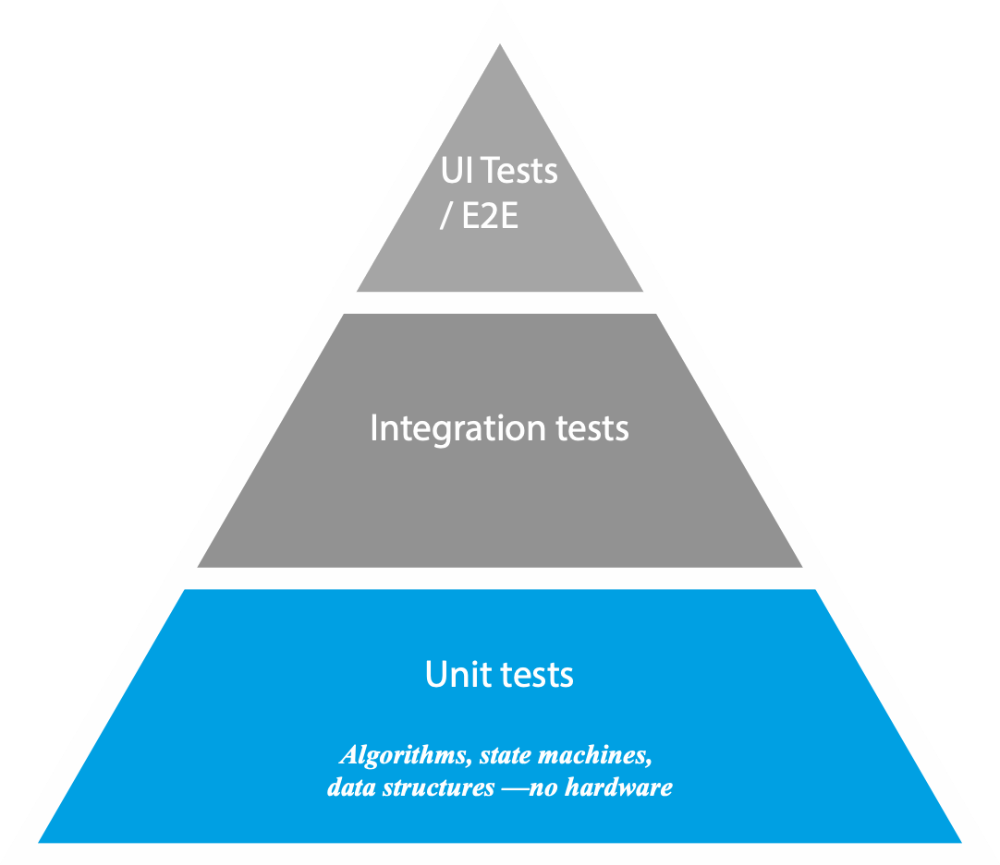 UI Tests
/ E2E
Integration tests
Unit tests
Algorithms, state machines,
data structures —no hardware